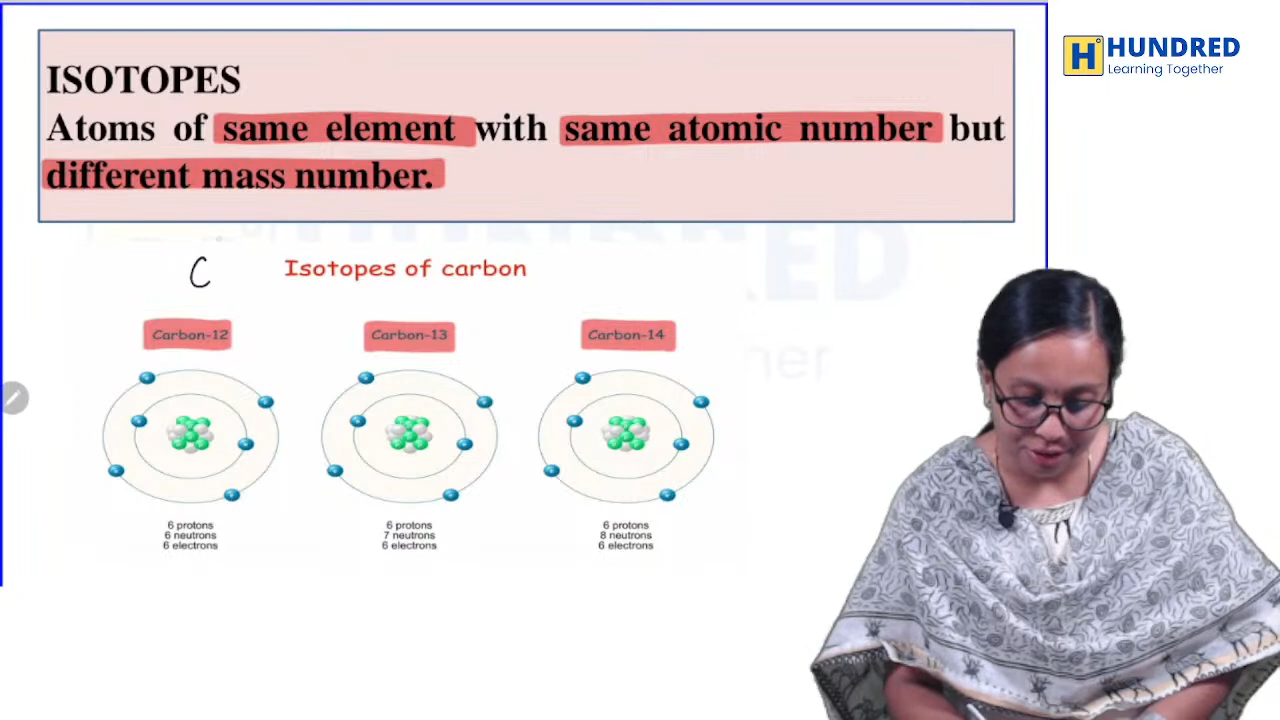 HUNDRED
Learning Together
ISOTOPES
Atoms of same element with same atomic number but
different mass number.
C Isotopes of carbon
Carbon-12 Carbon-13 Carbon-14
6 protons
6 neutrons
6 electrons
6 protons
7 neutrons
6 electrons
6 protons
8 neutrons
6 electrons